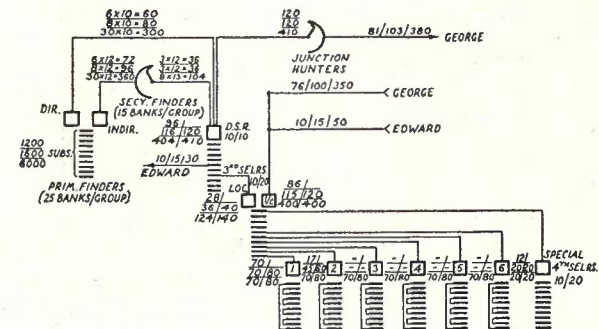 6x10=60
8x10=80
30x10=300
120
120
410
81/103/380
GEORGE
JUNCTION
HUNTERS
6x12=72
8x12=96
30x12=360
3x12=36
3x12=36
8x13=104
76/100/350
GEORGE
SECY. FINDERS
(15 BANKS/GROUP)
DIR.
INDIR.
96/
116/120
404/410
D.S.R.
10/10
10/15/50
EDWARD
1200
1600 SUBS.
6000
10/15/30
EDWARD
3RD SELRS.
10/20
PRIM. FINDERS
(25 BANKS/GROUP)
LOC.
I/C
28/
36/40
124/140
86/
115/120
400/400
70/
70/80
70/80
1
17/
70/80
2
-/-
-/-
70/80
3
-/-
-/-
70/80
4
-/-
-/-
70/80
5
-/-
-/-
70/80
6
12/
20/20
20/20
SPECIAL
4TH SELRS.
10/20